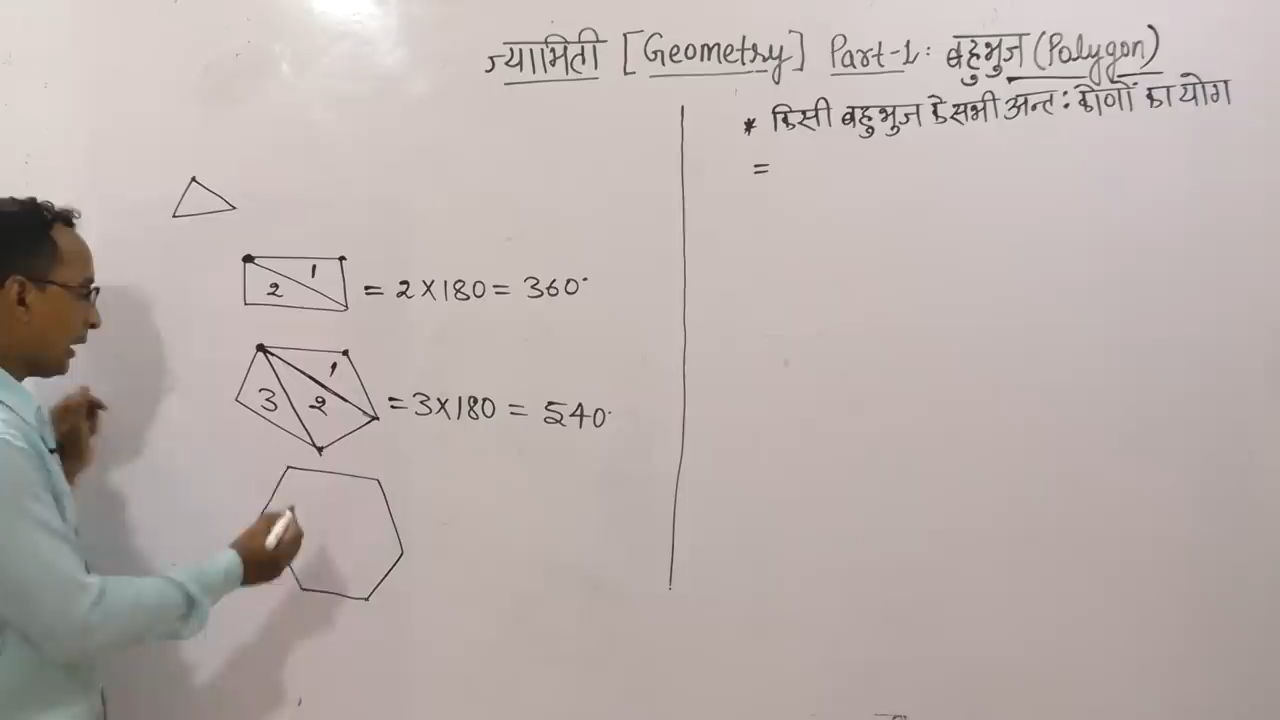 ज्यामिती [Geometry] Part-1: बहुभुज (Polygon)
* किसी बहुभुज के सभी अन्त: कोणों का योग
=
1
2
= 2×180 = 360°
1
3 2
= 3×180 = 540°